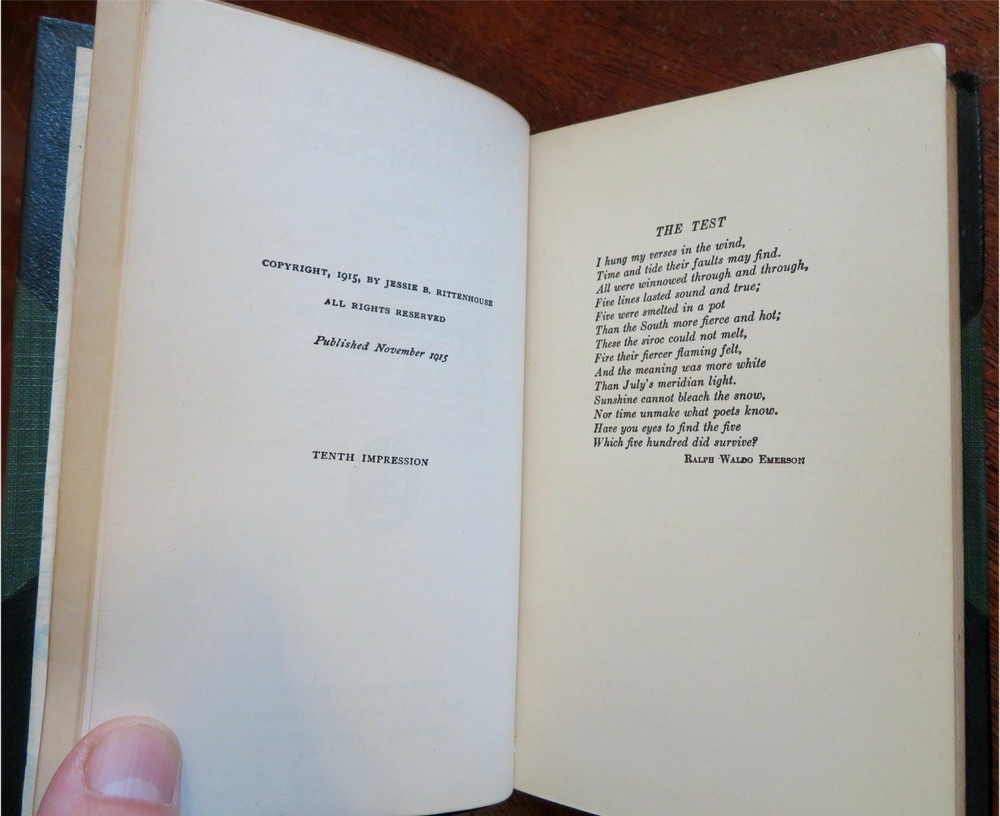 COPYRIGHT, 1915, BY JESSIE B. RITTENHOUSE
ALL RIGHTS RESERVED
Published November 1915
TENTH IMPRESSION
THE TEST
I hung my verses in the wind,
Time and tide their faults may find.
All were winnowed through and through,
Five lines lasted sound and true;
Five were smelted in a pot
Than the South more fierce and hot;
These the siroc could not melt,
Fire their fiercer flaming felt,
And the meaning was more white
Than July's meridian light.
Sunshine cannot bleach the snow,
Nor time unmake what poets know.
Have you eyes to find the five
Which five hundred did survive?
RALPH WALDO EMERSON